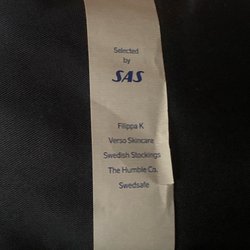 Selected
by
SAS
Filippa K
Verso Skincare
Swedish Stockings
The Humble Co.
Swedsafe